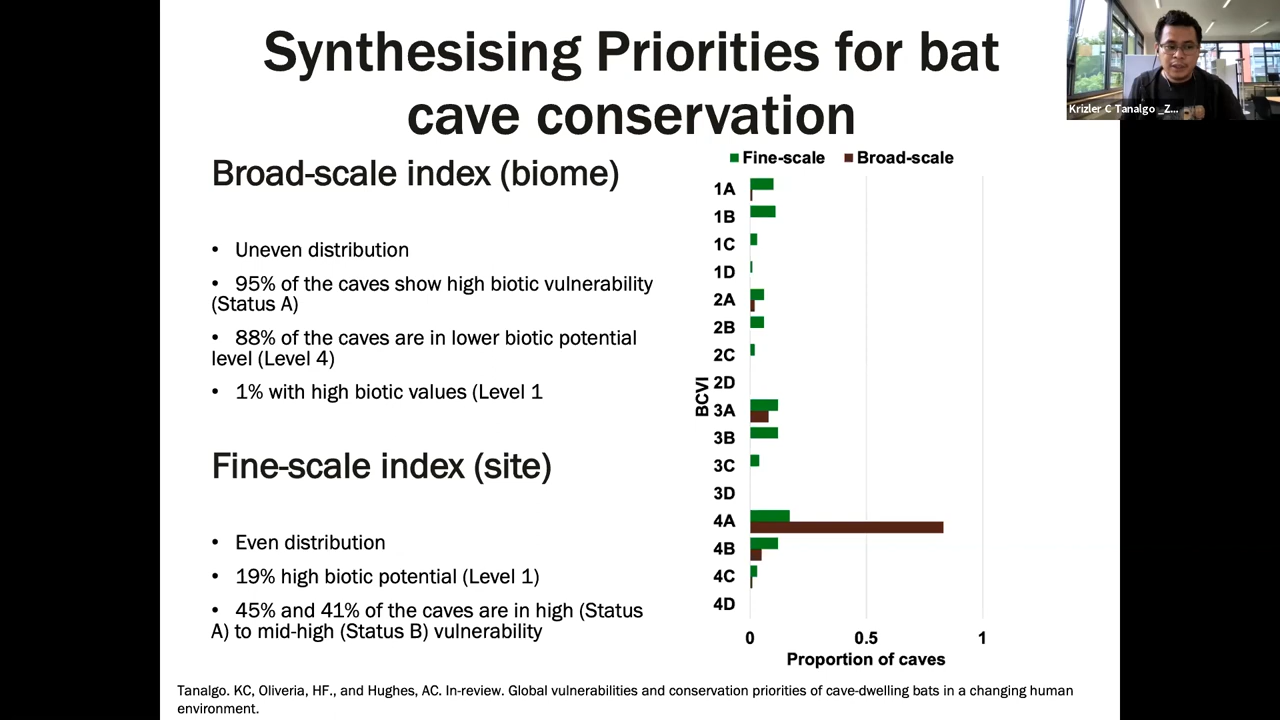 Synthesising Priorities for bat
cave conservation
Krizler C Tanalgo _Z...
Broad-scale index (biome)
• Uneven distribution
• 95% of the caves show high biotic vulnerability
(Status A)
• 88% of the caves are in lower biotic potential
level (Level 4)
• 1% with high biotic values (Level 1
Fine-scale index (site)
• Even distribution
• 19% high biotic potential (Level 1)
• 45% and 41% of the caves are in high (Status
A) to mid-high (Status B) vulnerability
Fine-scale Broad-scale
1A
1B
1C
1D
2A
2B
2C
2D
3A
3B
3C
3D
4A
4B
4C
4D
BCVI
0 0.5 1
Proportion of caves
Tanalgo. KC, Oliveria, HF., and Hughes, AC. In-review. Global vulnerabilities and conservation priorities of cave-dwelling bats in a changing human
environment.